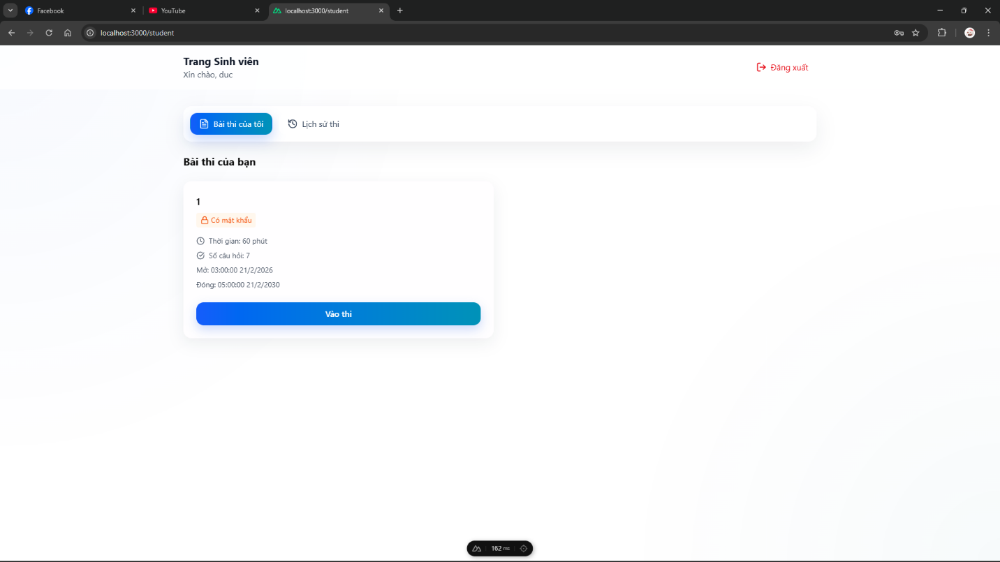 Facebook
YouTube
localhost:3000/student
localhost:3000/student
Trang Sinh viên
Xin chào, duc
Đăng xuất
Bài thi của tôi
Lịch sử thi
Bài thi của bạn
1
Có mật khẩu
Thời gian: 60 phút
Số câu hỏi: 7
Mở: 03:00:00 21/2/2026
Đóng: 05:00:00 21/2/2030
Vào thi
162 ms